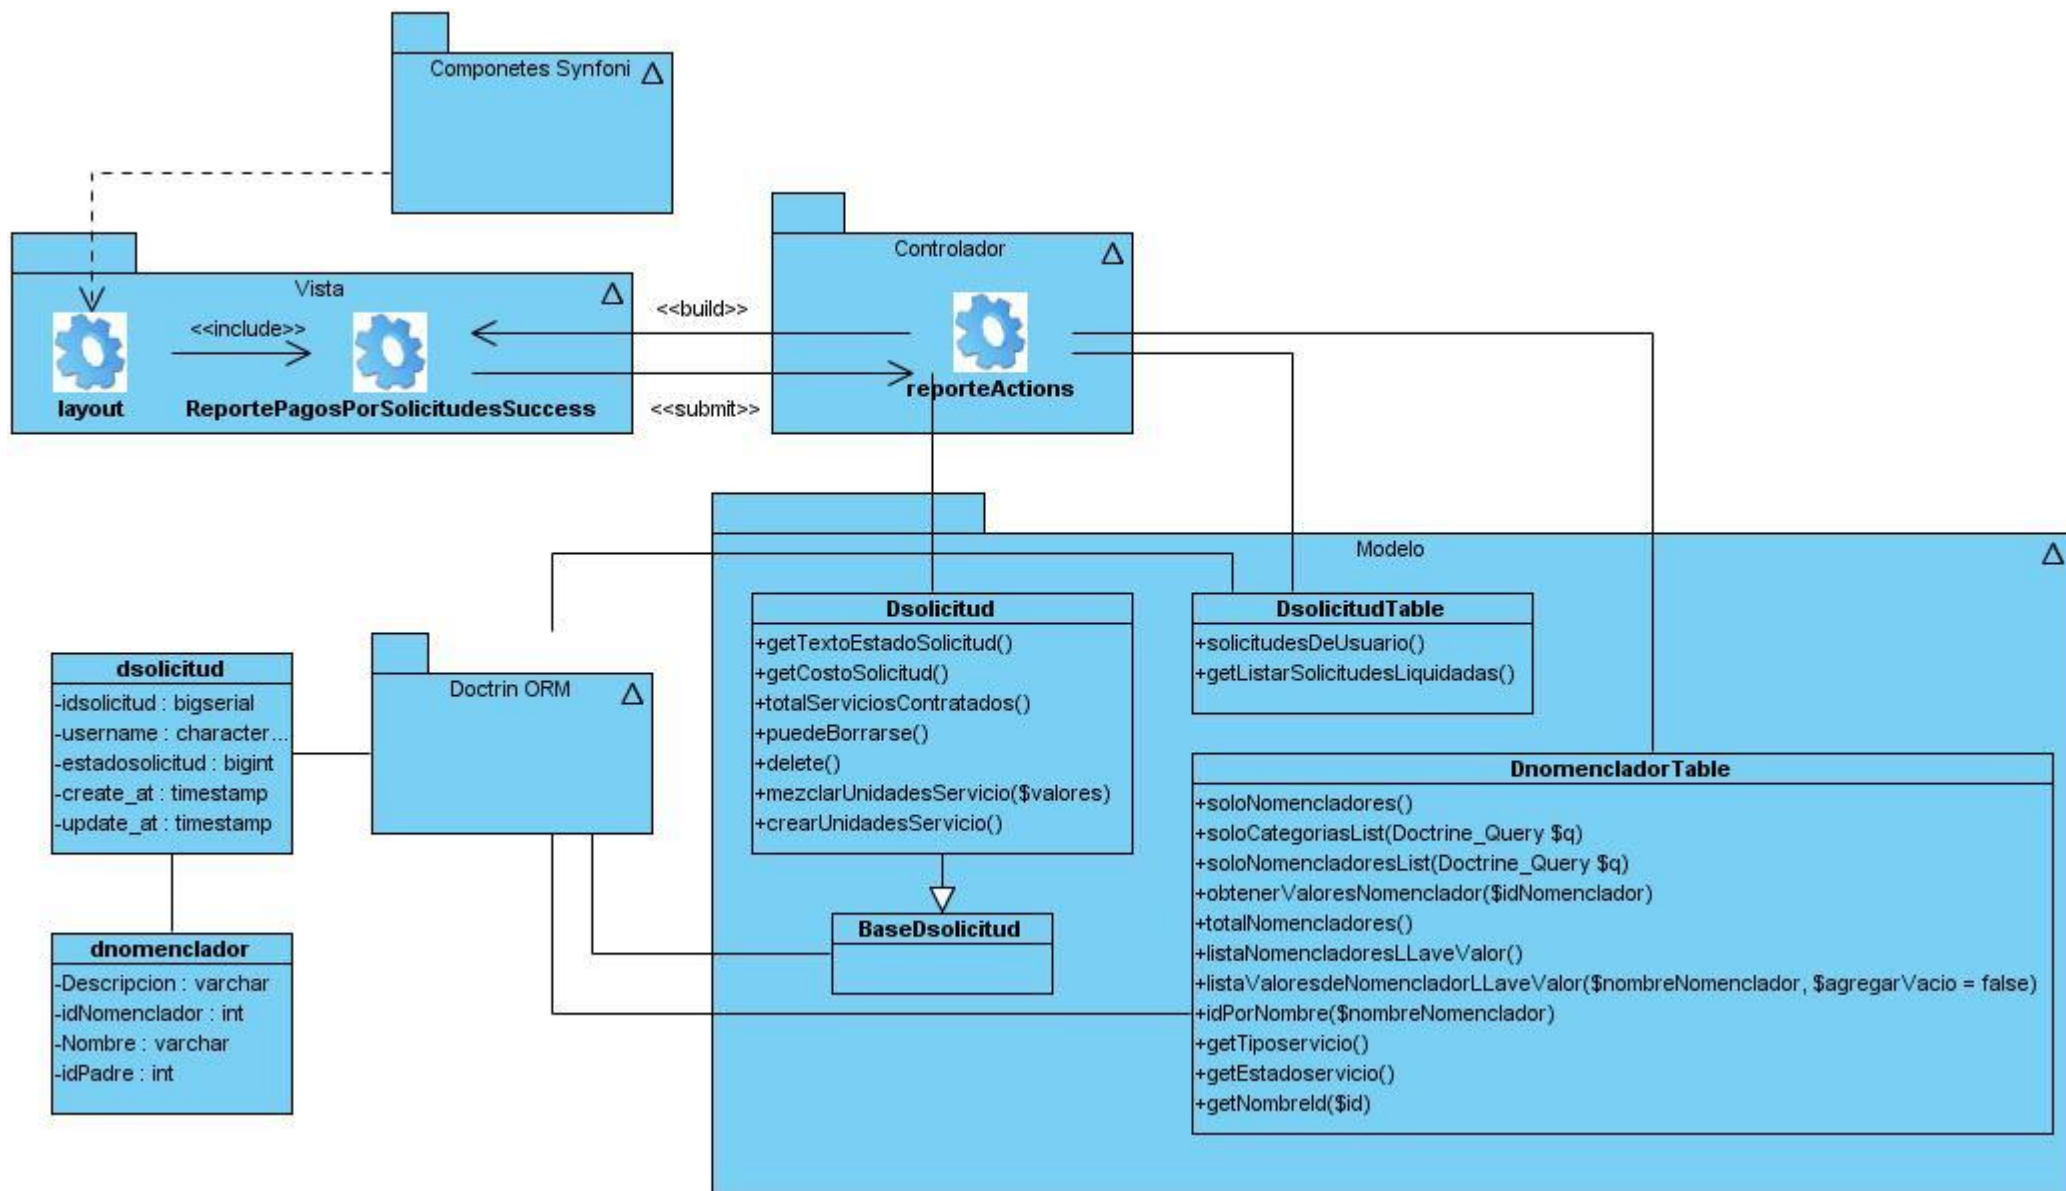 Componetes Synfoni
Vista
<<include>>
layout
ReportePagosPorSolicitudesSuccess
<<build>>
<<submit>>
Controlador
reporteActions
Modelo
Dsolicitud
+getTextoEstadoSolicitud()
+getCostoSolicitud()
+totalServiciosContratados()
+puedeBorrarse()
+delete()
+mezclarUnidadesServicio($valores)
+crearUnidadesServicio()
DsolicitudTable
+solicitudesDeUsuario()
+getListarSolicitudesLiquidadas()
dsolicitud
-idsolicitud : bigserial
-username : character...
-estadosolicitud : bigint
-create_at : timestamp
-update_at : timestamp
Doctrin ORM
DnomencladorTable
+soloNomencladores()
+soloCategoriasList(Doctrine_Query $q)
+soloNomencladoresList(Doctrine_Query $q)
+obtenerValoresNomenclador($idNomenclador)
+totalNomencladores()
+listaNomencladoresLLaveValor()
+listaValoresdeNomencladorLLaveValor($nombreNomenclador, $agregarVacio = false)
+idPorNombre($nombreNomenclador)
+getTiposervicio()
+getEstadoservicio()
+getNombreId($id)
BaseDsolicitud
dnomenclador
-Descripcion : varchar
-idNomenclador : int
-Nombre : varchar
-idPadre : int